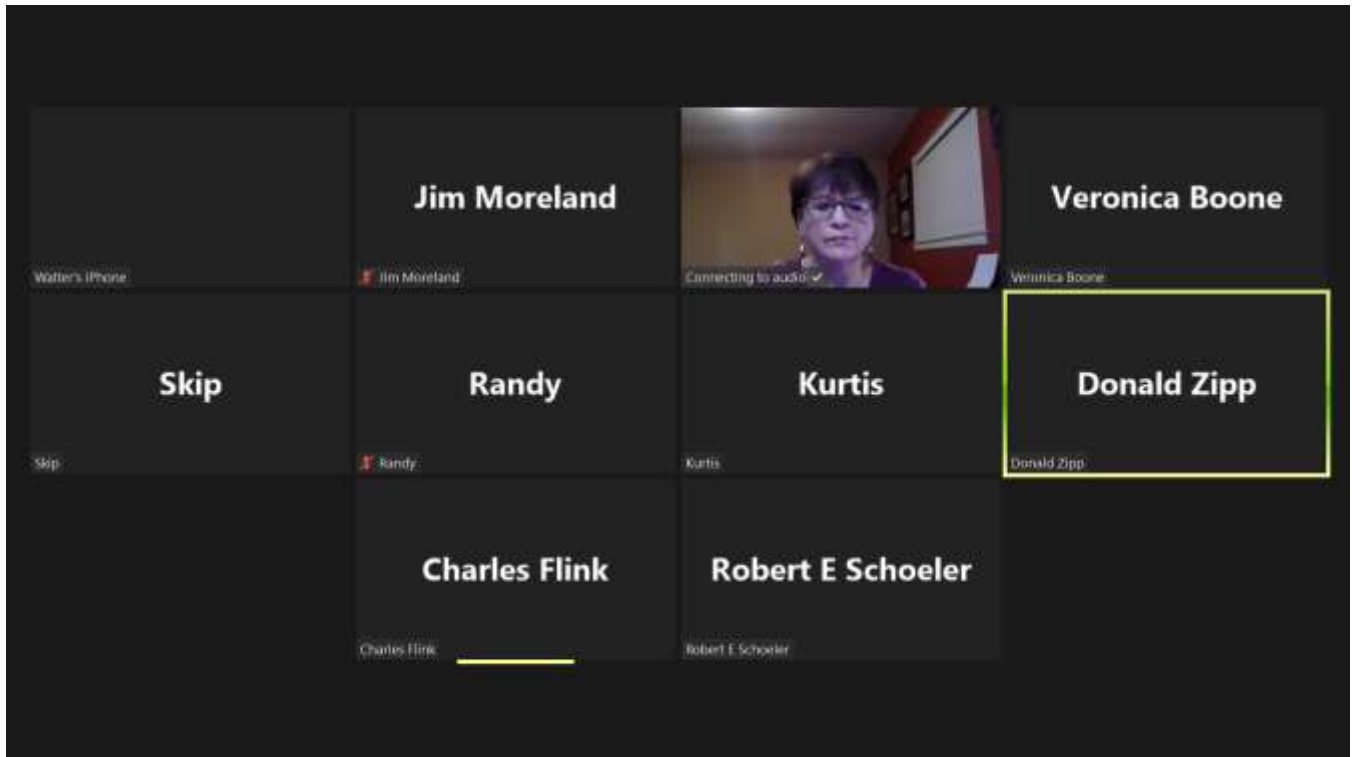 Jim Moreland
Veronica Boone
Walter's iPhone
Jim Moreland
Connecting to audio
Veronica Boone
Skip
Randy
Kurtis
Donald Zipp
Skip
Randy
Kurtis
Donald Zipp
Charles Flink
Robert E Schoeler
Charles Flink
Robert E Schoeler